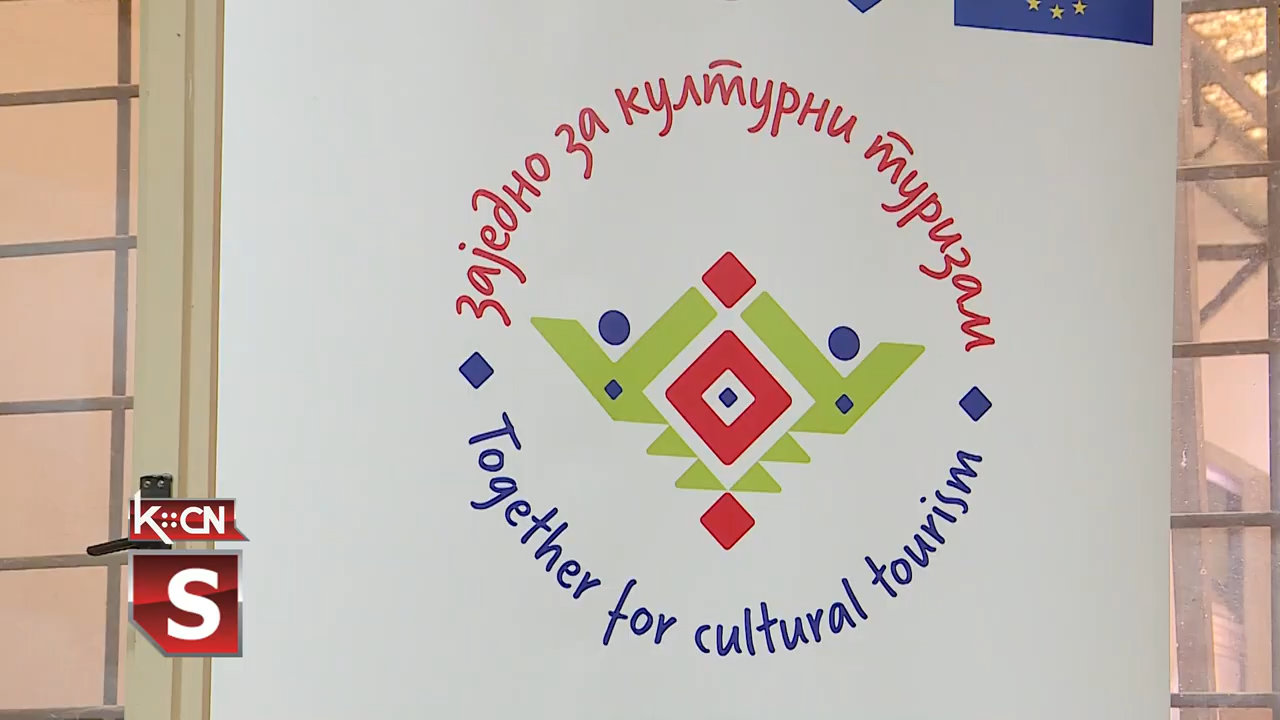 заједно за културни туризам
Together for cultural tourism
K::CN
S